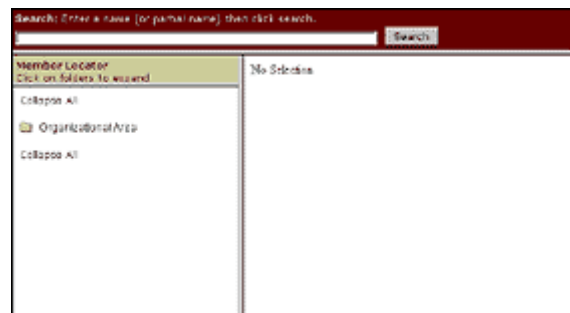 Search: Enter a name (or partial name) then click search.
Search
Member Locator
Click on folders to expand
Collapse All
Organizational Area
Collapse All
No Selection